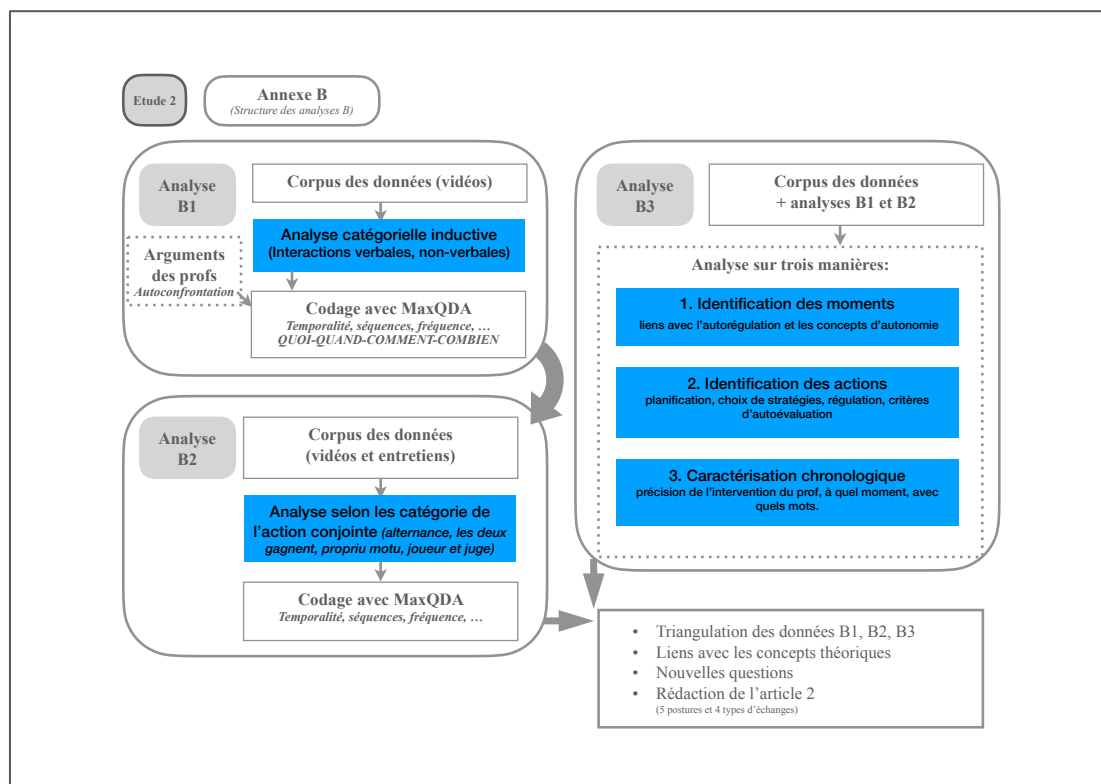 Etude 2
Annexe B
(Structure des analyses B)
Analyse
B1
Corpus des données (vidéos)
Analyse catégorielle inductive
(Interactions verbales, non-verbales)
Arguments
des profs
Autoconfrontation
Codage avec MaxQDA
Temporalité, séquences, fréquence, …
QUOI-QUAND-COMMENT-COMBIEN
Analyse
B2
Corpus des données
(vidéos et entretiens)
Analyse selon les catégorie de
l’action conjointe (alternance, les deux
gagnent, propriu motu, joueur et juge)
Codage avec MaxQDA
Temporalité, séquences, fréquence, …
Analyse
B3
Corpus des données
+ analyses B1 et B2
Analyse sur trois manières:
1. Identification des moments
liens avec l’autorégulation et les concepts d’autonomie
2. Identification des actions
planification, choix de stratégies, régulation, critères
d’autoévaluation
3. Caractérisation chronologique
précision de l’intervention du prof, à quel moment, avec
quels mots.
• Triangulation des données B1, B2, B3
• Liens avec les concepts théoriques
• Nouvelles questions
• Rédaction de l’article 2
(5 postures et 4 types d’échanges)